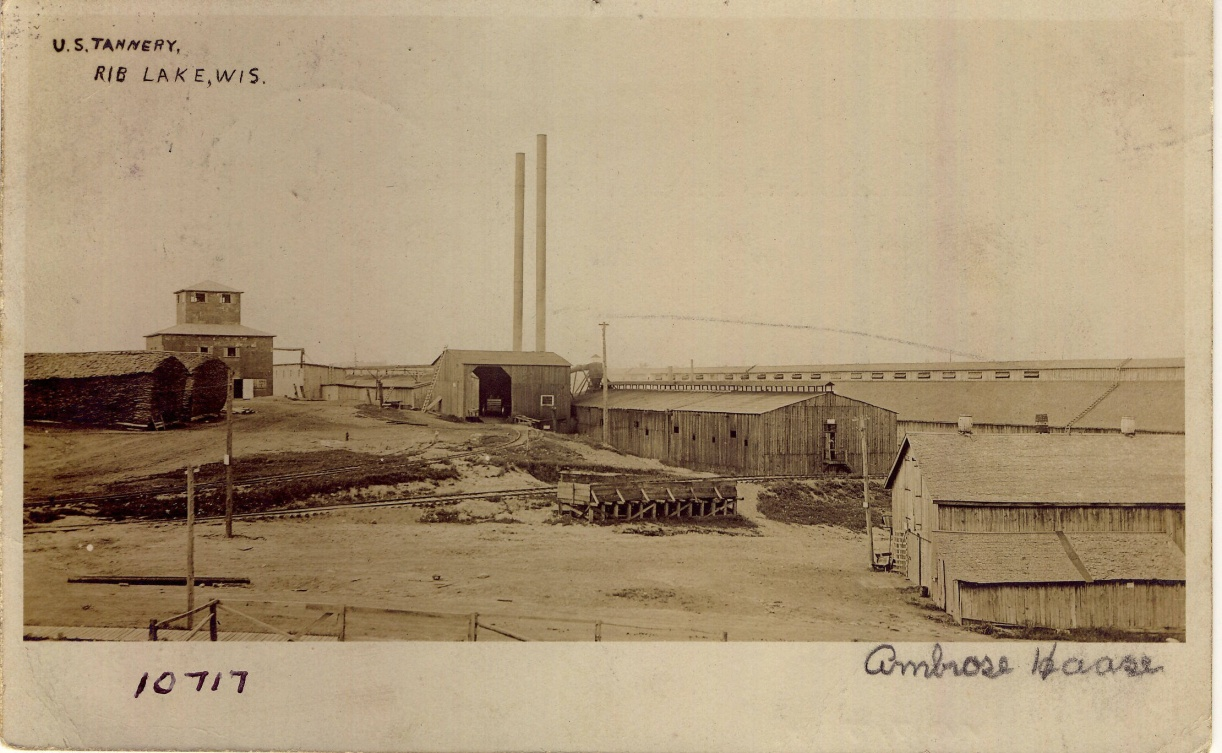 U.S. TANNERY,
RIB LAKE, WIS.
10717
Ambrose Haase